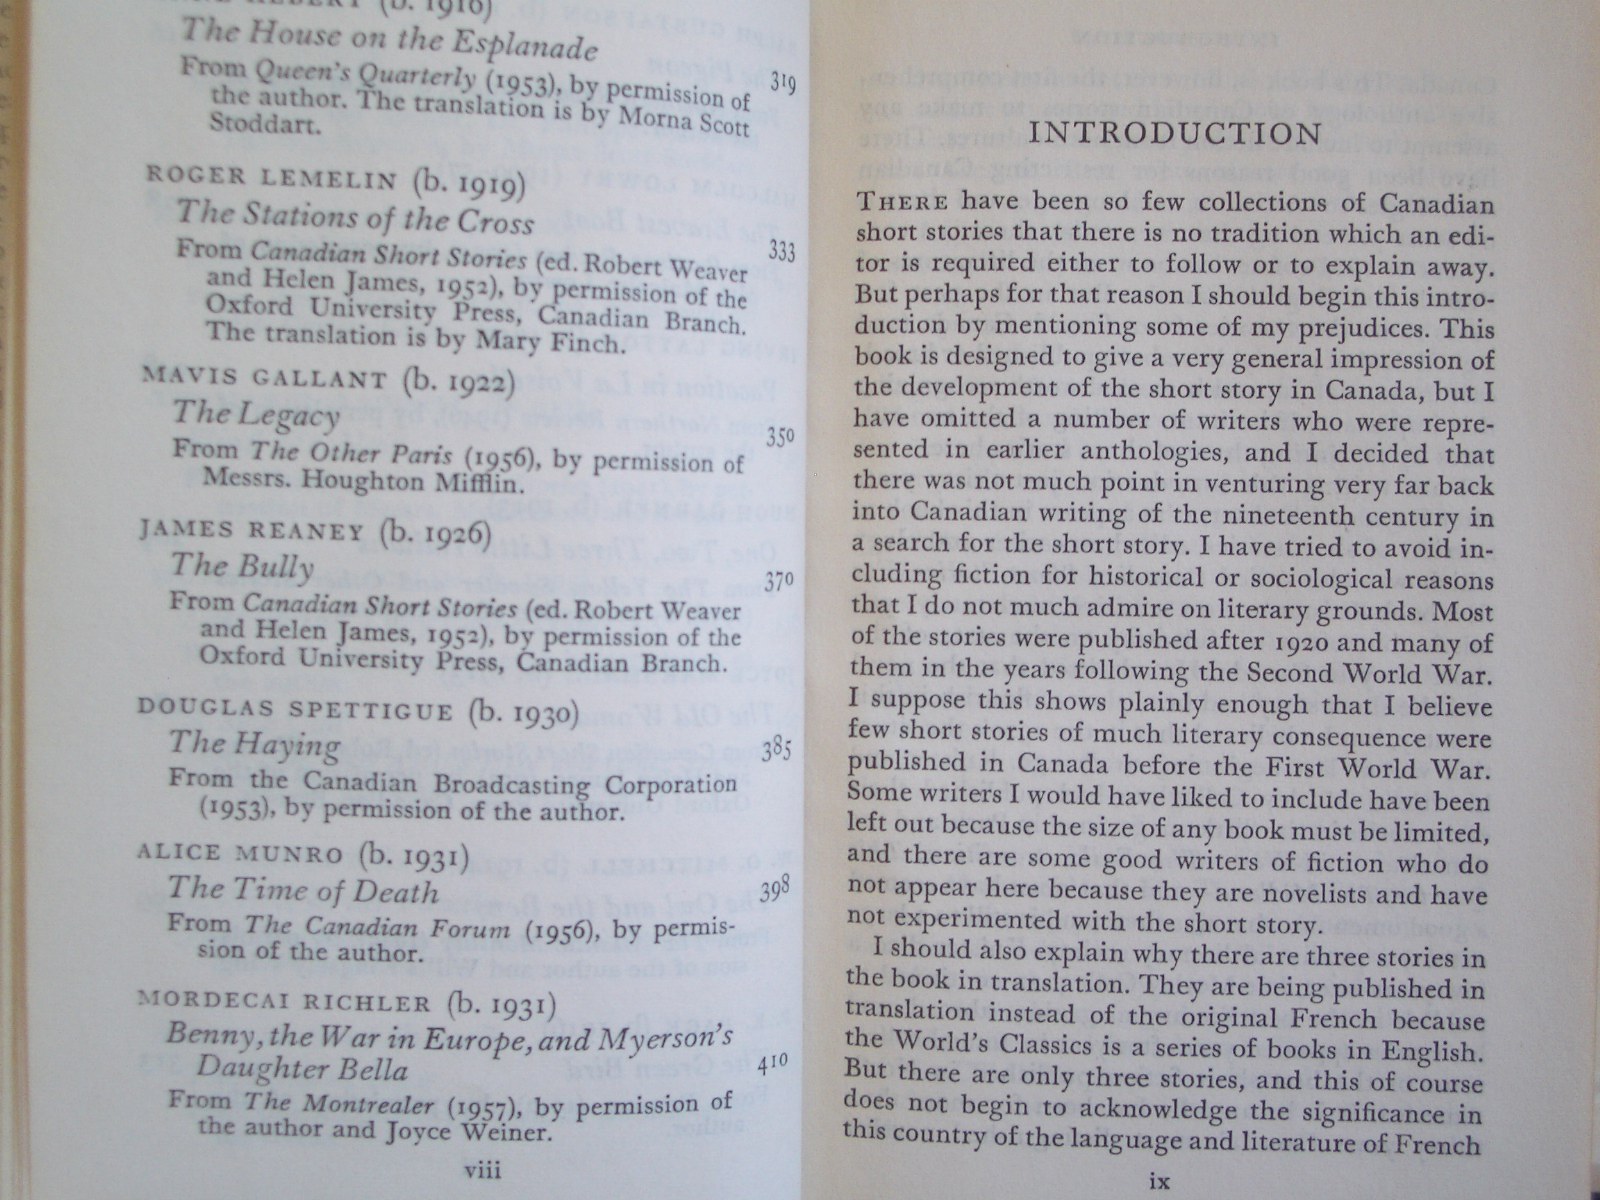 (b. 1916)
The House on the Esplanade 319
From Queen's Quarterly (1953), by permission of
the author. The translation is by Morna Scott
Stoddart.
ROGER LEMELIN (b. 1919)
The Stations of the Cross 333
From Canadian Short Stories (ed. Robert Weaver
and Helen James, 1952), by permission of the
Oxford University Press, Canadian Branch.
The translation is by Mary Finch.
MAVIS GALLANT (b. 1922)
The Legacy 350
From The Other Paris (1956), by permission of
Messrs. Houghton Mifflin.
JAMES REANEY (b. 1926)
The Bully 370
From Canadian Short Stories (ed. Robert Weaver
and Helen James, 1952), by permission of the
Oxford University Press, Canadian Branch.
DOUGLAS SPETTIGUE (b. 1930)
The Haying 385
From the Canadian Broadcasting Corporation
(1953), by permission of the author.
ALICE MUNRO (b. 1931)
The Time of Death 398
From The Canadian Forum (1956), by permis-
sion of the author.
MORDECAI RICHLER (b. 1931)
Benny, the War in Europe, and Myerson's
Daughter Bella 410
From The Montrealer (1957), by permission of
the author and Joyce Weiner.
viii
INTRODUCTION
THERE have been so few collections of Canadian
short stories that there is no tradition which an edi-
tor is required either to follow or to explain away.
But perhaps for that reason I should begin this intro-
duction by mentioning some of my prejudices. This
book is designed to give a very general impression of
the development of the short story in Canada, but I
have omitted a number of writers who were repre-
sented in earlier anthologies, and I decided that
there was not much point in venturing very far back
into Canadian writing of the nineteenth century in
a search for the short story. I have tried to avoid in-
cluding fiction for historical or sociological reasons
that I do not much admire on literary grounds. Most
of the stories were published after 1920 and many of
them in the years following the Second World War.
I suppose this shows plainly enough that I believe
few short stories of much literary consequence were
published in Canada before the First World War.
Some writers I would have liked to include have been
left out because the size of any book must be limited,
and there are some good writers of fiction who do
not appear here because they are novelists and have
not experimented with the short story.
I should also explain why there are three stories in
the book in translation. They are being published in
translation instead of the original French because
the World's Classics is a series of books in English.
But there are only three stories, and this of course
does not begin to acknowledge the significance in
this country of the language and literature of French
ix